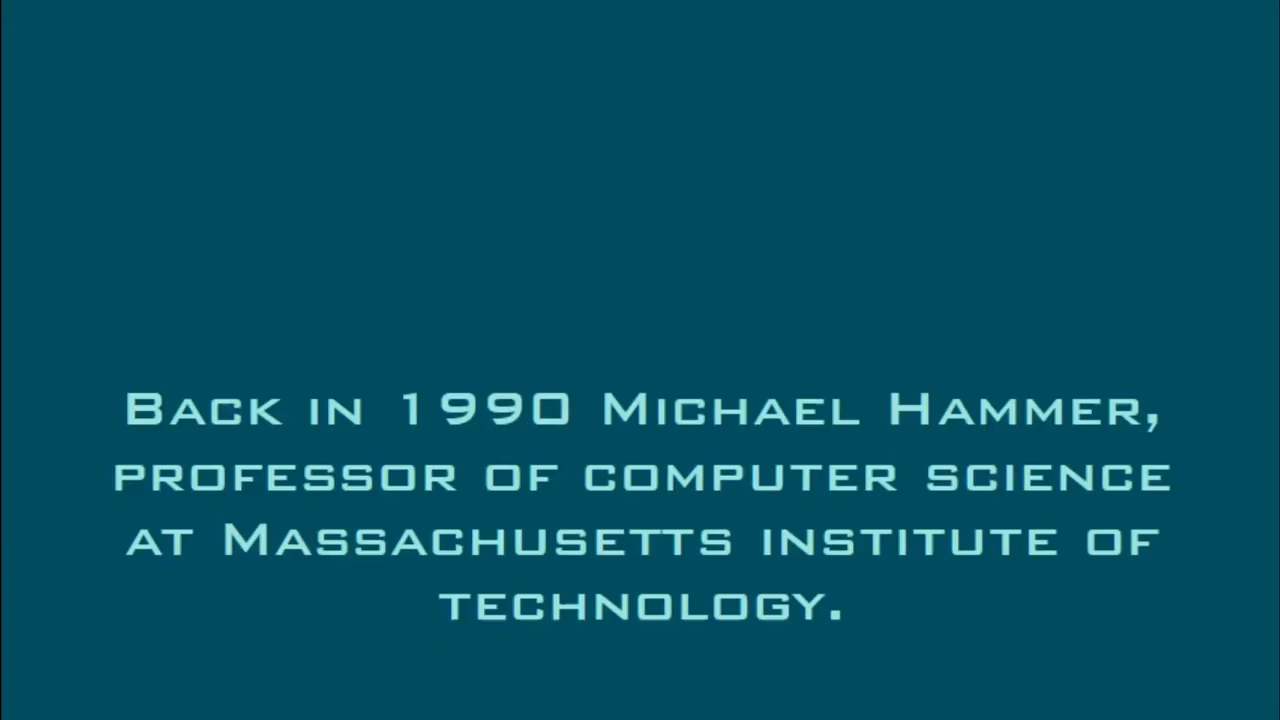 Back in 1990 Michael Hammer,
professor of computer science
at Massachusetts institute of
technology.